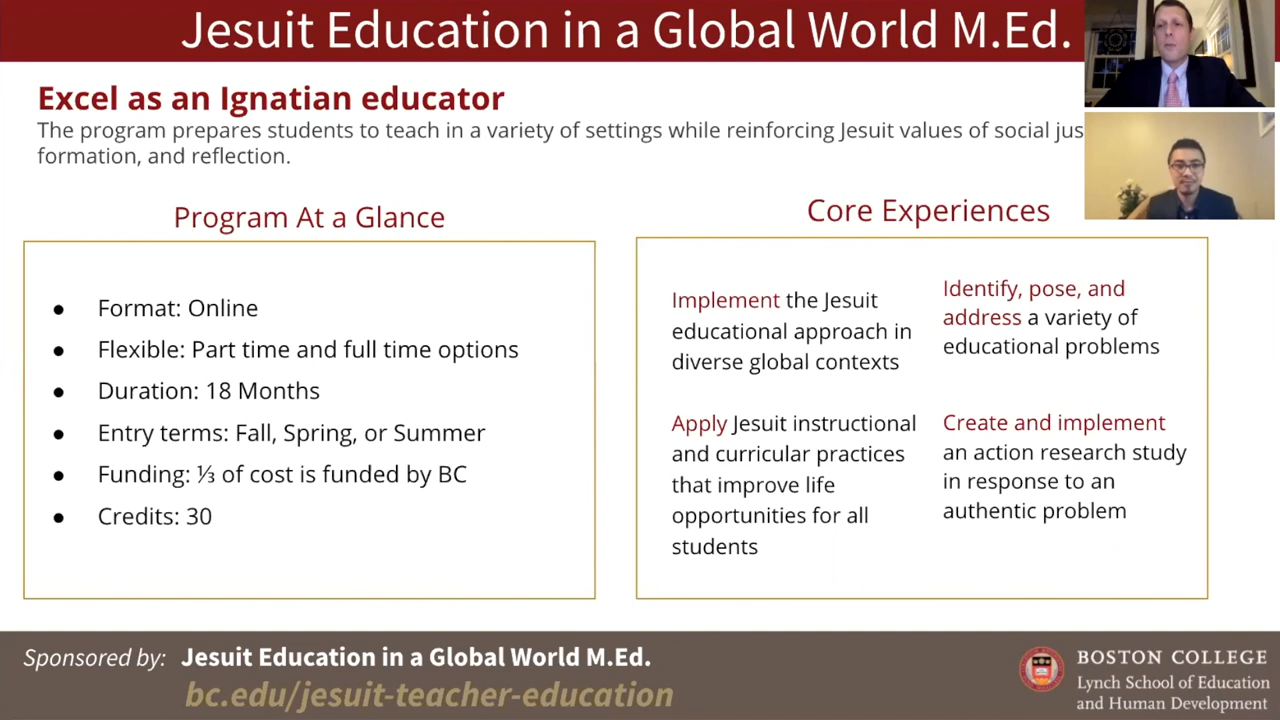 Jesuit Education in a Global World M.Ed.
Excel as an Ignatian educator
The program prepares students to teach in a variety of settings while reinforcing Jesuit values of social jus
formation, and reflection.
Program At a Glance
● Format: Online
● Flexible: Part time and full time options
● Duration: 18 Months
● Entry terms: Fall, Spring, or Summer
● Funding: ⅓ of cost is funded by BC
● Credits: 30
Core Experiences
Implement the Jesuit
educational approach in
diverse global contexts
Identify, pose, and
address a variety of
educational problems
Apply Jesuit instructional
and curricular practices
that improve life
opportunities for all
students
Create and implement
an action research study
in response to an
authentic problem
Sponsored by: Jesuit Education in a Global World M.Ed.
bc.edu/jesuit-teacher-education
BOSTON COLLEGE
Lynch School of Education
and Human Development